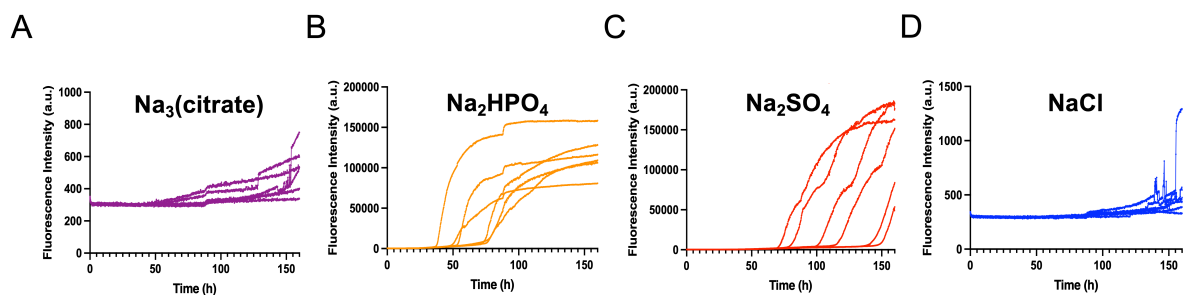 A
B
C
D
Na₃(citrate)
Fluorescence Intensity (a.u.)
1000
800
600
400
200
0
0
50
100
150
Time (h)
Na₂HPO₄
Fluorescence Intensity (a.u.)
200000
150000
100000
50000
0
0
50
100
150
Time (h)
Na₂SO₄
Fluorescence Intensity (a.u.)
200000
150000
100000
50000
0
0
50
100
150
Time (h)
NaCl
Fluorescence Intensity (a.u.)
1500
1000
500
0
0
50
100
150
Time (h)